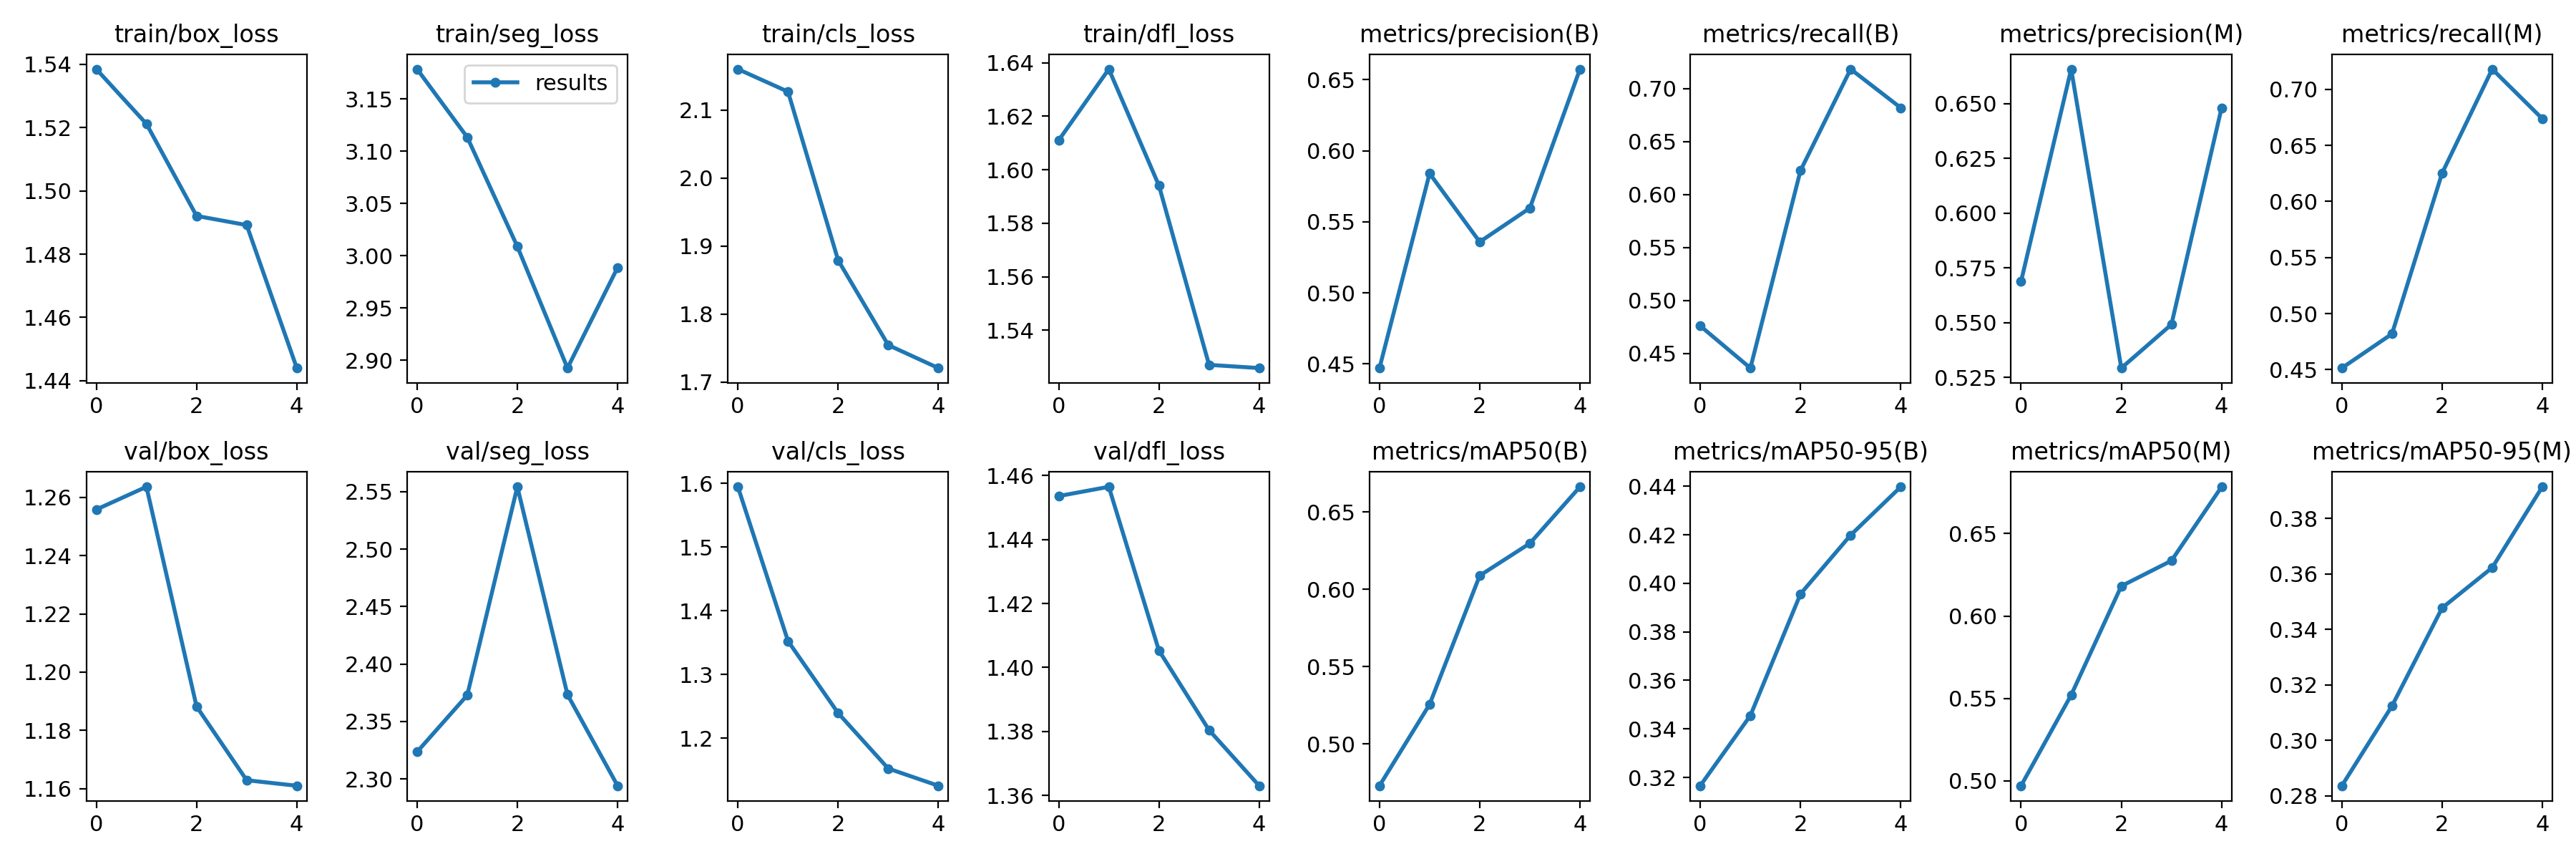 train/box_loss
1.54
1.52
1.50
1.48
1.46
1.44
0 2 4
train/seg_loss
results
3.15
3.10
3.05
3.00
2.95
2.90
0 2 4
train/cls_loss
2.1
2.0
1.9
1.8
1.7
0 2 4
train/dfl_loss
1.64
1.62
1.60
1.58
1.56
1.54
0 2 4
metrics/precision(B)
0.65
0.60
0.55
0.50
0.45
0 2 4
metrics/recall(B)
0.70
0.65
0.60
0.55
0.50
0.45
0 2 4
metrics/precision(M)
0.650
0.625
0.600
0.575
0.550
0.525
0 2 4
metrics/recall(M)
0.70
0.65
0.60
0.55
0.50
0.45
0 2 4
val/box_loss
1.26
1.24
1.22
1.20
1.18
1.16
0 2 4
val/seg_loss
2.55
2.50
2.45
2.40
2.35
2.30
0 2 4
val/cls_loss
1.6
1.5
1.4
1.3
1.2
0 2 4
val/dfl_loss
1.46
1.44
1.42
1.40
1.38
1.36
0 2 4
metrics/mAP50(B)
0.65
0.60
0.55
0.50
0 2 4
metrics/mAP50-95(B)
0.44
0.42
0.40
0.38
0.36
0.34
0.32
0 2 4
metrics/mAP50(M)
0.65
0.60
0.55
0.50
0 2 4
metrics/mAP50-95(M)
0.38
0.36
0.34
0.32
0.30
0.28
0 2 4